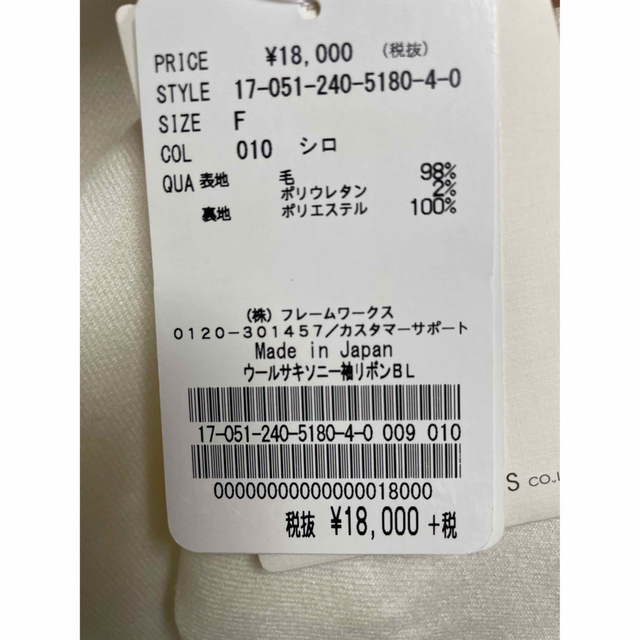 PRICE ¥18,000 (税抜)
STYLE 17-051-240-5180-4-0
SIZE F
COL 010 シロ
QUA 表地 毛 98%
ポリウレタン 2%
裏地 ポリエステル 100%
(株) フレームワークス
0120-301457/カスタマーサポート
Made in Japan
ウールサキソニー袖リボンBL
17-051-240-5180-4-0 009 010
00000000000000018000
税抜 ¥18,000 +税
S CO.,